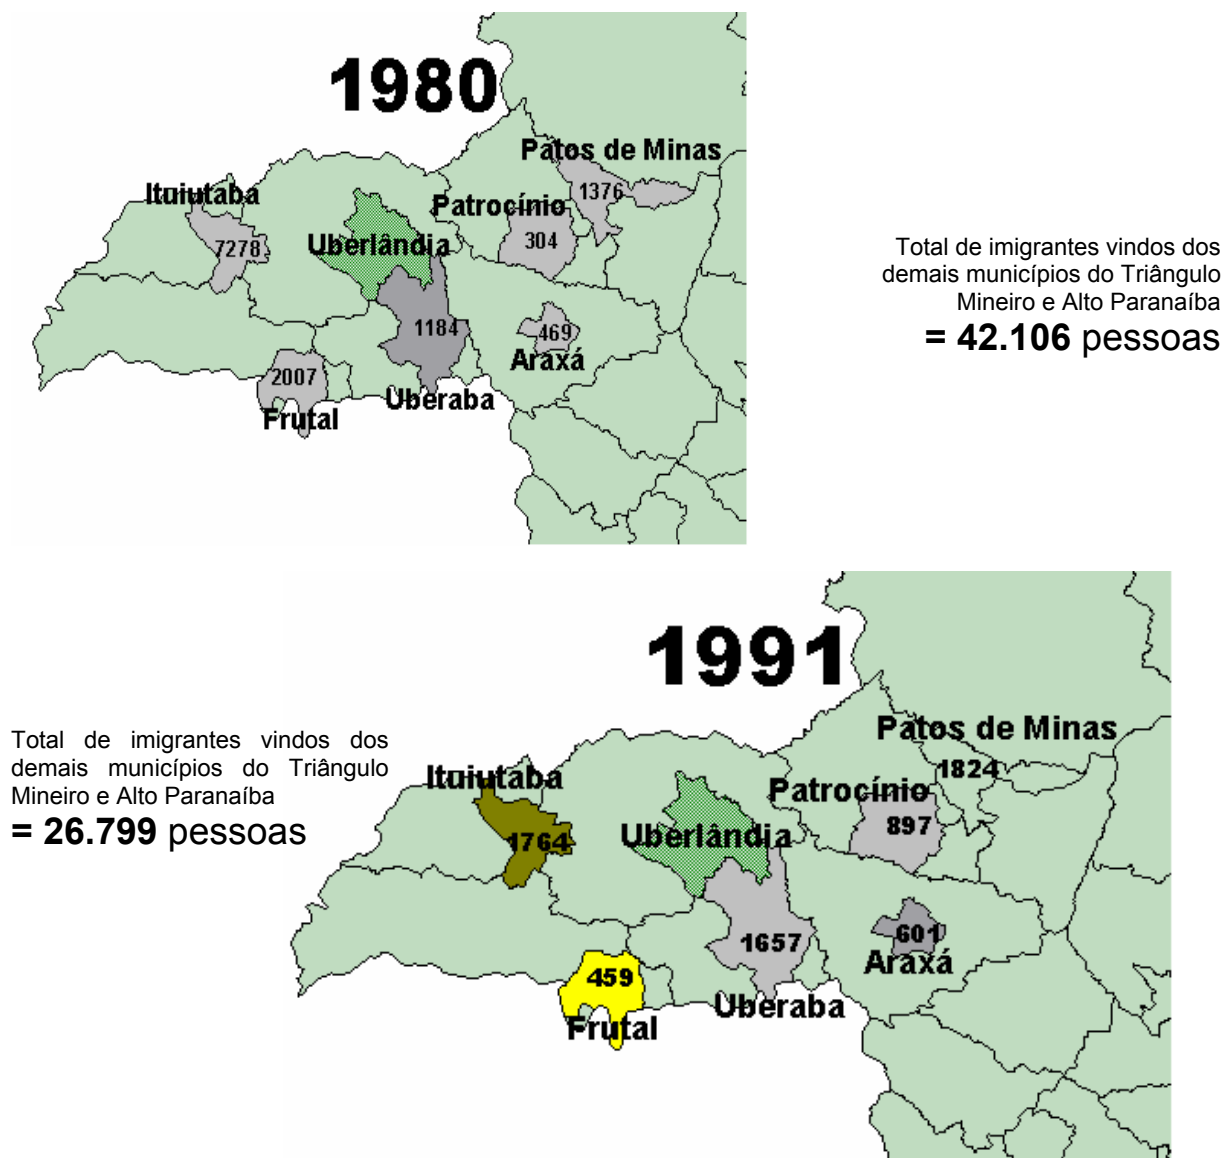 1980
Patos de Minas
Ituiutaba
1376
Patrocínio
Uberlândia
304
7278
1184
469
Araxá
2007
Uberaba
Frutal
Total de imigrantes vindos dos
demais municípios do Triângulo
Mineiro e Alto Paranaíba
= 42.106 pessoas
1991
Total de imigrantes vindos dos
demais municípios do Triângulo
Mineiro e Alto Paranaíba
= 26.799 pessoas
Patos de Minas
Ituiutaba
1824
Patrocínio
Uberlândia
897
1764
1657
601
Araxá
459
Uberaba
Frutal